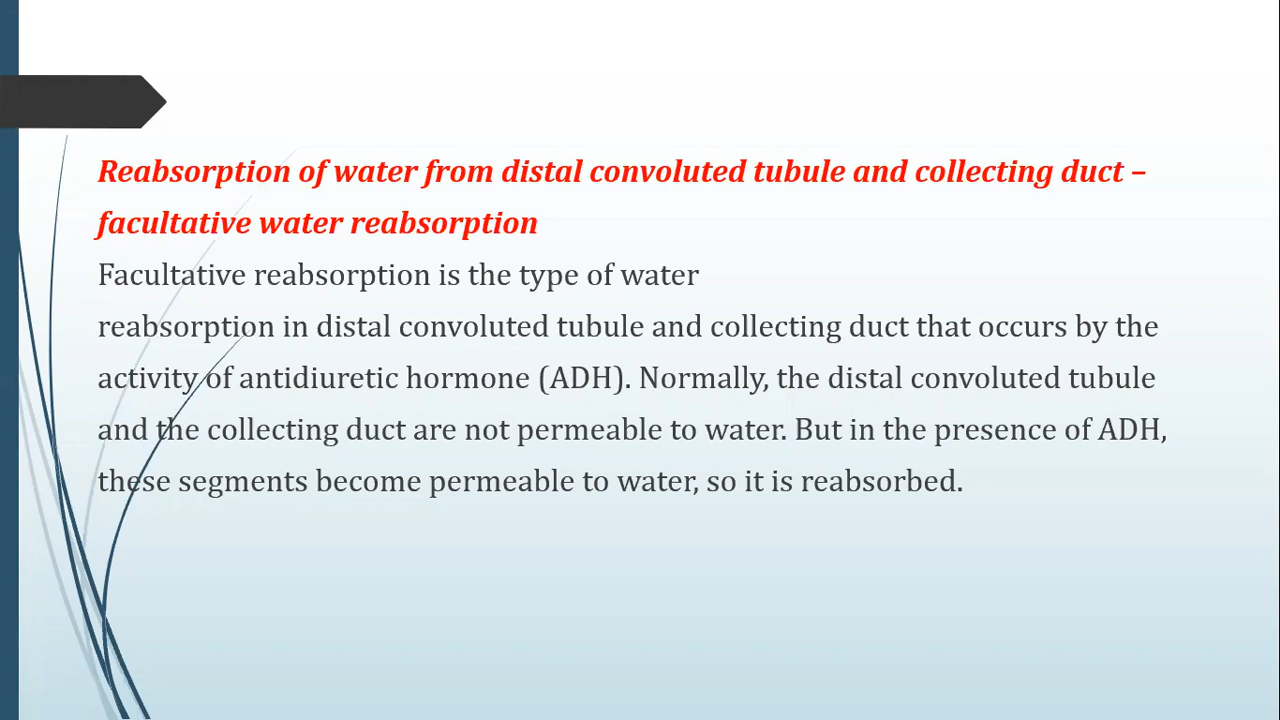 Reabsorption of water from distal convoluted tubule and collecting duct –
facultative water reabsorption
Facultative reabsorption is the type of water
reabsorption in distal convoluted tubule and collecting duct that occurs by the
activity of antidiuretic hormone (ADH). Normally, the distal convoluted tubule
and the collecting duct are not permeable to water. But in the presence of ADH,
these segments become permeable to water, so it is reabsorbed.